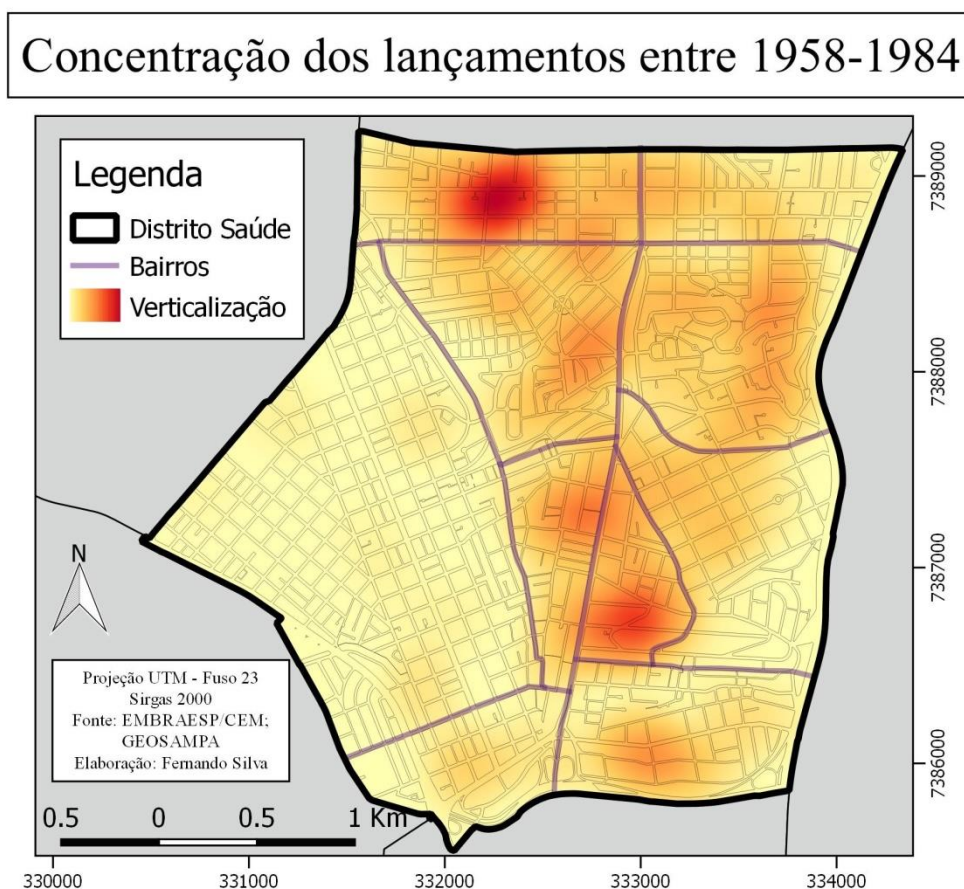 Concentração dos lançamentos entre 1958-1984
Legenda
Distrito Saúde
Bairros
Verticalização
N
Projeção UTM - Fuso 23
Sirgas 2000
Fonte: EMBRAESP/CEM;
GEOSAMPA
Elaboração: Fernando Silva
0.5 0 0.5 1 Km
7389000
7388000
7387000
7386000
330000 331000 332000 333000 334000